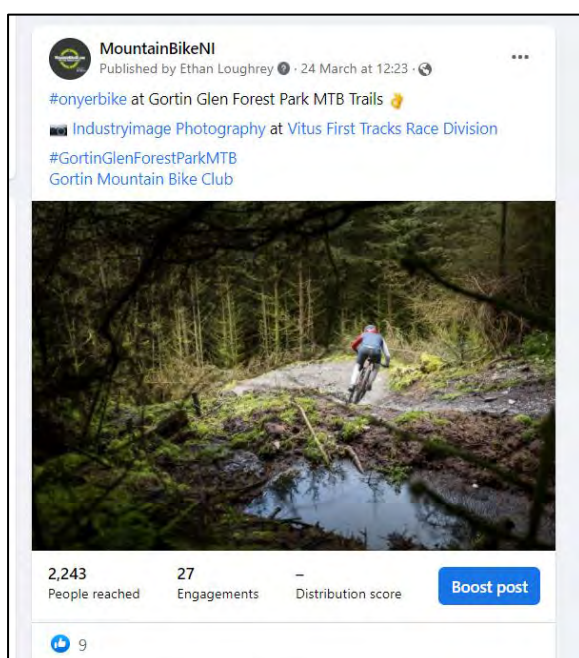 MountainBikeNI
Published by Ethan Loughrey · 24 March at 12:23 ·
#onyerbike at Gortin Glen Forest Park MTB Trails 👌
📷 Industryimage Photography at Vitus First Tracks Race Division
#GortinGlenForestParkMTB
Gortin Mountain Bike Club
2,243 27 –
People reached Engagements Distribution score Boost post
9